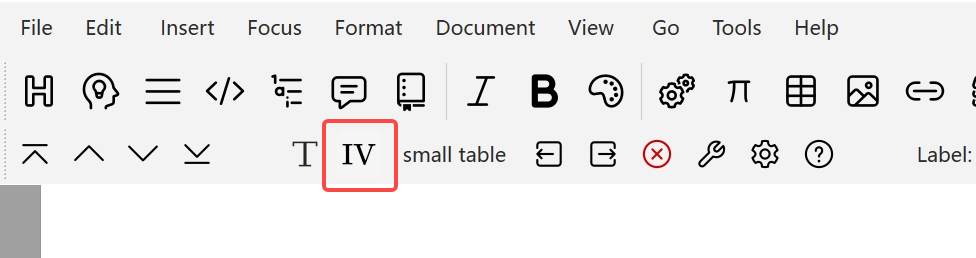 File Edit Insert Focus Format Document View Go Tools Help
H </> I B π
T IV small table ? Label: